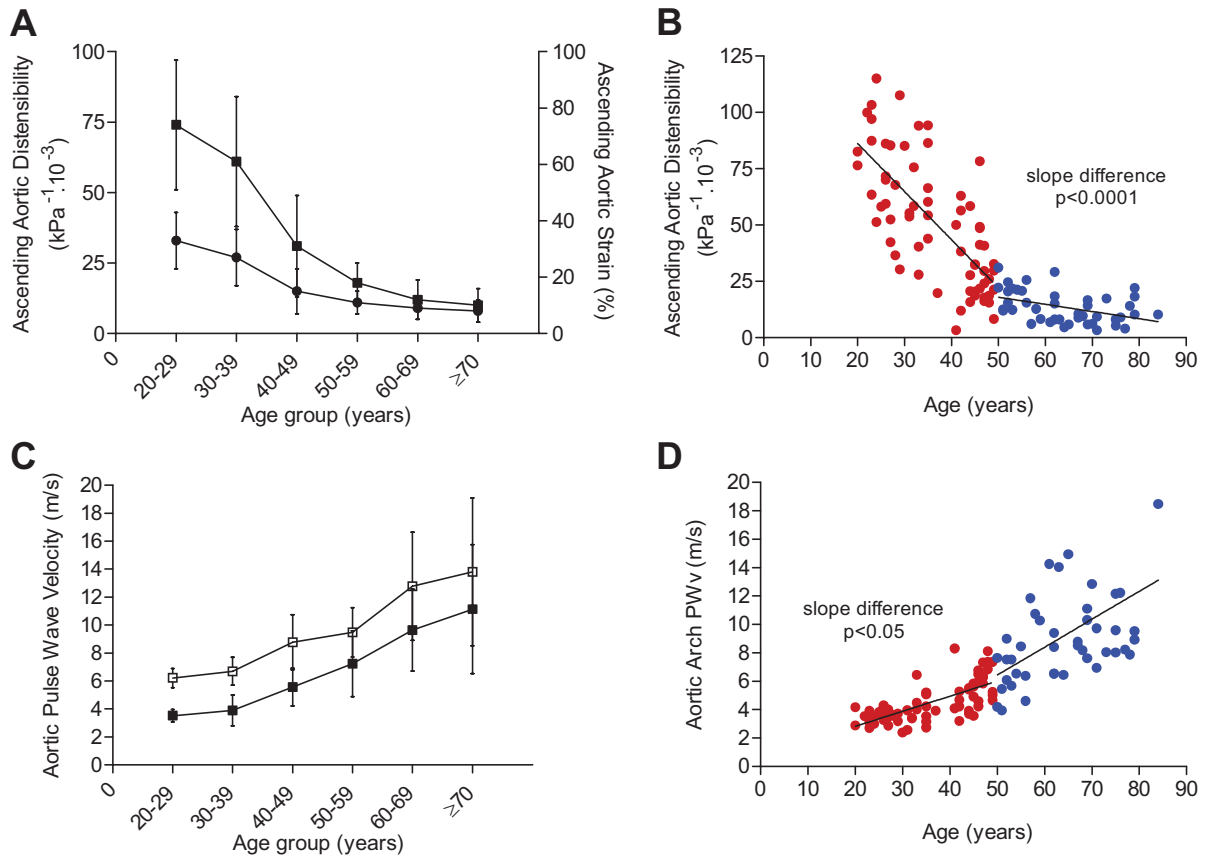 A
Ascending Aortic Distensibility
(kPa -1.10-3)
100
75
50
25
0
100
80
60
40
20
0
Ascending Aortic Strain (%)
0
20-29
30-39
40-49
50-59
60-69
≥70
Age group (years)
B
Ascending Aortic Distensibility
(kPa -1.10-3)
125
100
75
50
25
0
slope difference
p<0.0001
0 10 20 30 40 50 60 70 80 90
Age (years)
C
Aortic Pulse Wave Velocity (m/s)
20
18
16
14
12
10
8
6
4
2
0
0
20-29
30-39
40-49
50-59
60-69
≥70
Age group (years)
D
Aortic Arch PWv (m/s)
20
18
16
14
12
10
8
6
4
2
0
slope difference
p<0.05
0 10 20 30 40 50 60 70 80 90
Age (years)